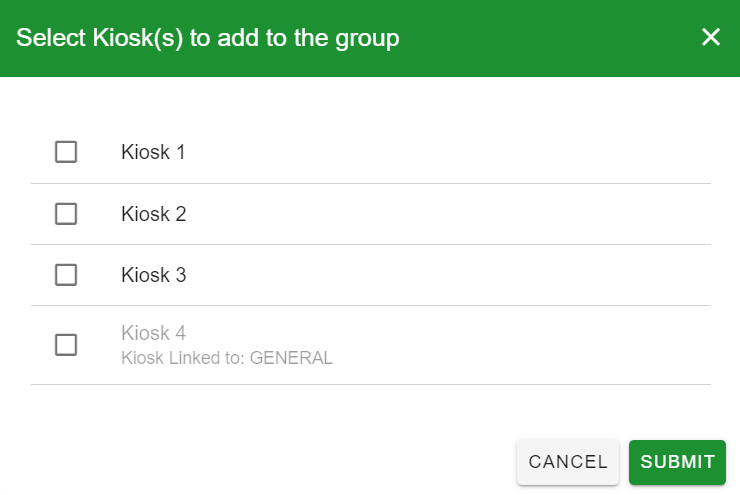 Select Kiosk(s) to add to the group
Kiosk 1
Kiosk 2
Kiosk 3
Kiosk 4
Kiosk Linked to: GENERAL
CANCEL
SUBMIT